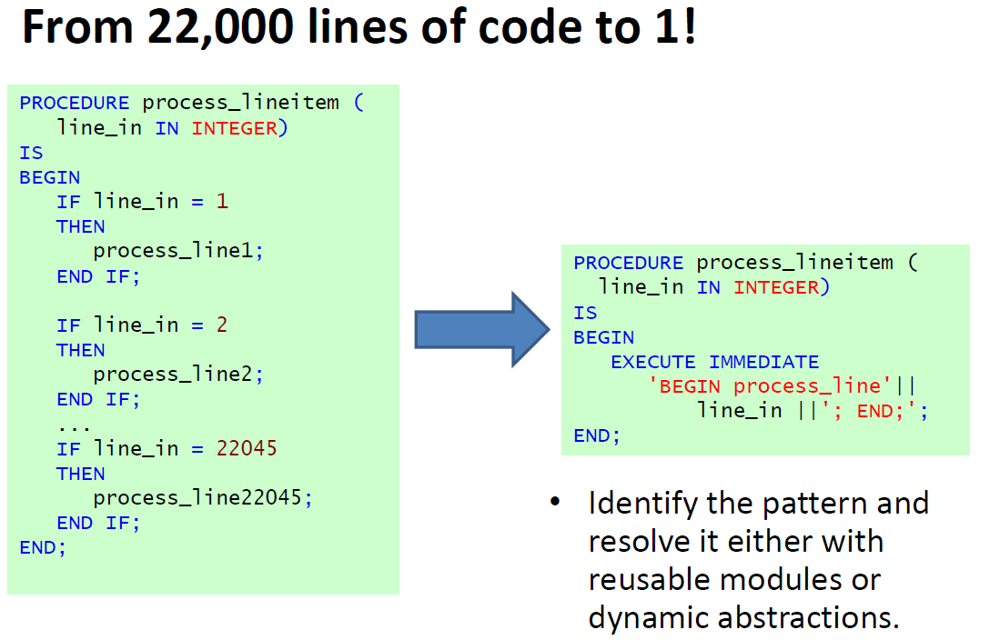 From 22,000 lines of code to 1!
PROCEDURE process_lineitem (
line_in IN INTEGER)
IS
BEGIN
IF line_in = 1
THEN
process_line1;
END IF;
IF line_in = 2
THEN
process_line2;
END IF;
...
IF line_in = 22045
THEN
process_line22045;
END IF;
END;
PROCEDURE process_lineitem (
line_in IN INTEGER)
IS
BEGIN
EXECUTE IMMEDIATE
'BEGIN process_line'||
line_in ||'; END;';
END;
• Identify the pattern and
resolve it either with
reusable modules or
dynamic abstractions.